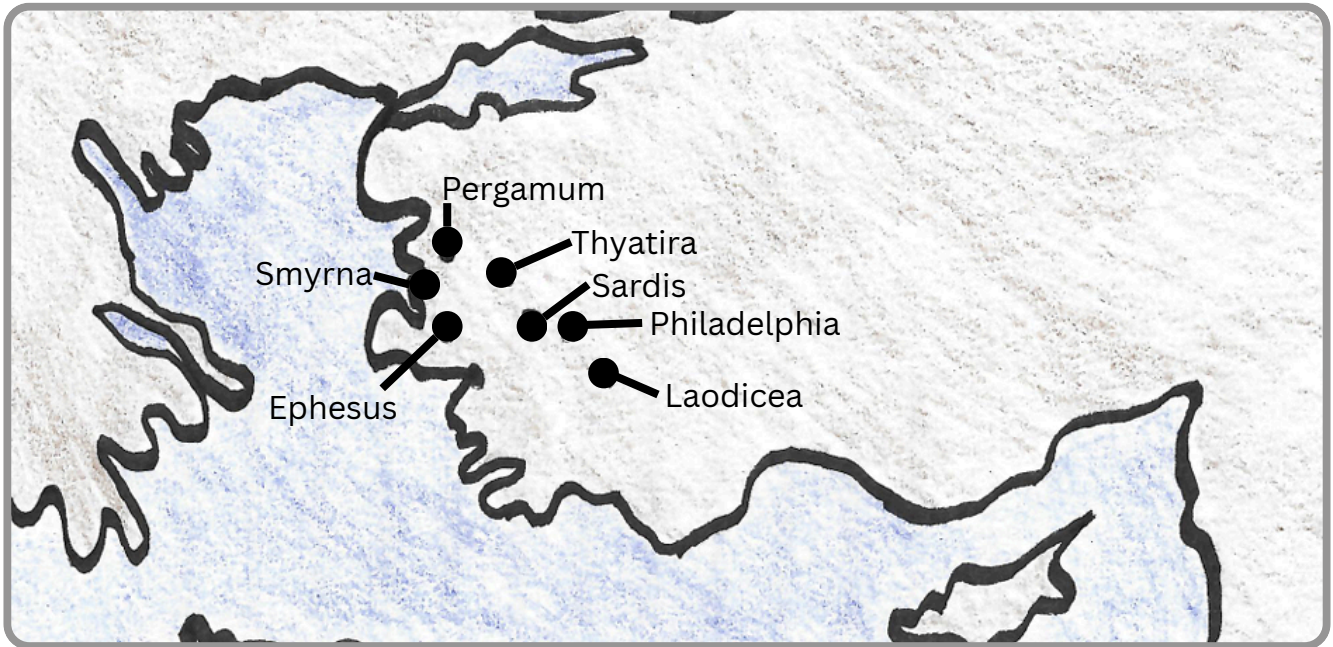 Pergamum
Thyatira
Smyrna
Sardis
Philadelphia
Laodicea
Ephesus